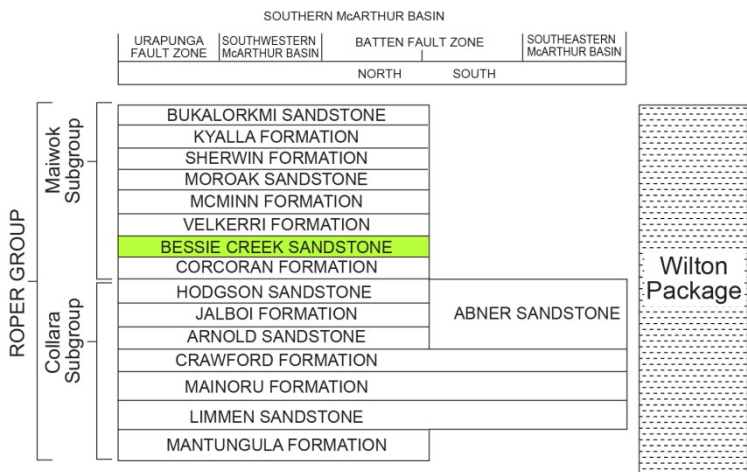 SOUTHERN McARTHUR BASIN
URAPUNGA
FAULT ZONE
SOUTHWESTERN
McARTHUR BASIN
BATTEN FAULT ZONE
SOUTHEASTERN
McARTHUR BASIN
NORTH
SOUTH
ROPER GROUP
Maiwok
Subgroup
BUKALORKMI SANDSTONE
KYALLA FORMATION
SHERWIN FORMATION
MOROAK SANDSTONE
MCMINN FORMATION
VELKERRI FORMATION
BESSIE CREEK SANDSTONE
CORCORAN FORMATION
Collara
Subgroup
HODGSON SANDSTONE
JALBOI FORMATION
ARNOLD SANDSTONE
ABNER SANDSTONE
CRAWFORD FORMATION
MAINORU FORMATION
LIMMEN SANDSTONE
MANTUNGULA FORMATION
Wilton
Package